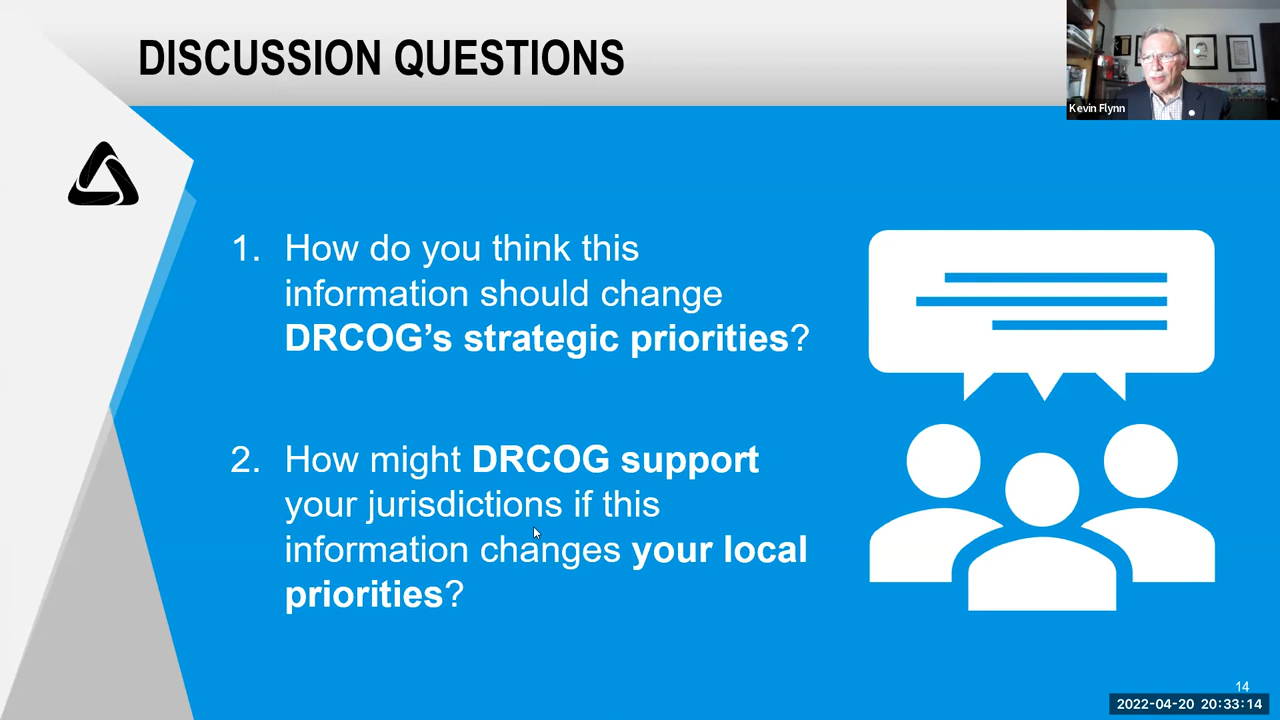 DISCUSSION QUESTIONS
Kevin Flynn
1. How do you think this
information should change
DRCOG’s strategic priorities?
2. How might DRCOG support
your jurisdictions if this
information changes your local
priorities?
14
2022-04-20 20:33:14